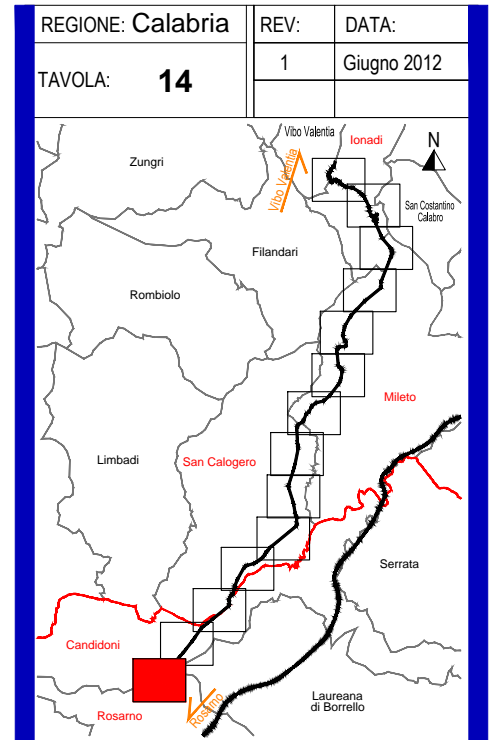 REGIONE: Calabria
REV:
DATA:
TAVOLA: 14
1
Giugno 2012
Vibo Valentia
Ionadi
N
Zungri
Vibo Valentia
San Costantino
Calabro
Filandari
Rombiolo
Mileto
Limbadi
San Calogero
Serrata
Candidoni
Rosarno
Rosarno
Laureana
di Borrello